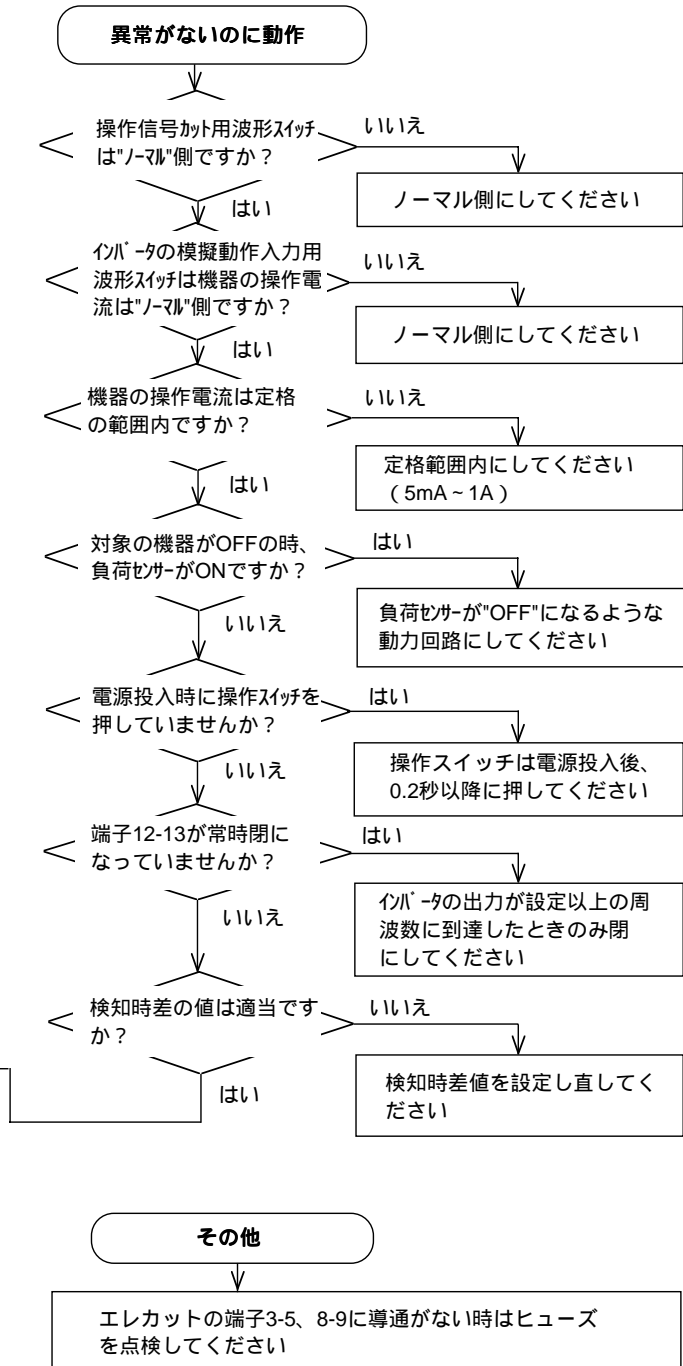 異常がないのに動作
操作信号ｶｯﾄ用波形ｽｲｯﾁ
は"ﾉｰﾏﾙ"側ですか？
いいえ
ノーマル側にしてください
はい
ｲﾝﾊﾞｰﾀの模擬動作入力用
波形ｽｲｯﾁは機器の操作電
流は"ﾉｰﾏﾙ"側ですか？
いいえ
ノーマル側にしてください
はい
機器の操作電流は定格
の範囲内ですか？
いいえ
定格範囲内にしてください
（5mA～1A）
はい
対象の機器がOFFの時、
負荷ｾﾝｻｰがONですか？
はい
負荷ｾﾝｻｰが"OFF"になるような
動力回路にしてください
いいえ
電源投入時に操作ｽｲｯﾁを
押していませんか？
はい
操作スイッチは電源投入後、
0.2秒以降に押してください
いいえ
端子12-13が常時閉に
なっていませんか？
はい
ｲﾝﾊﾞｰﾀの出力が設定以上の周
波数に到達したときのみ閉
にしてください
いいえ
検知時差の値は適当です
か？
いいえ
検知時差値を設定し直してく
ださい
はい
その他
エレカットの端子3-5、8-9に導通がない時はヒューズ
を点検してください